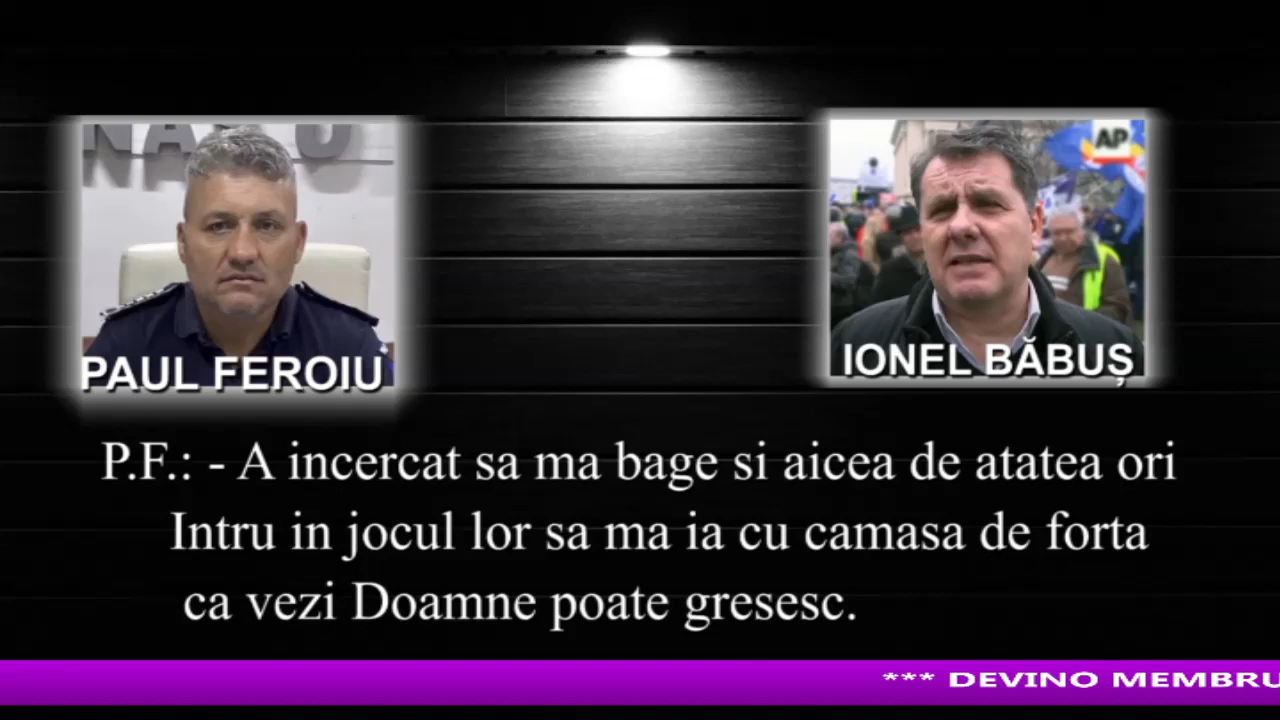 NAȘU
AP
PAUL FEROIU
IONEL BĂBUȘ
P.F.: - A incercat sa ma bage si aicea de atatea ori
Intru in jocul lor sa ma ia cu camasa de forta
ca vezi Doamne poate gresesc.
*** DEVINO MEMBRU